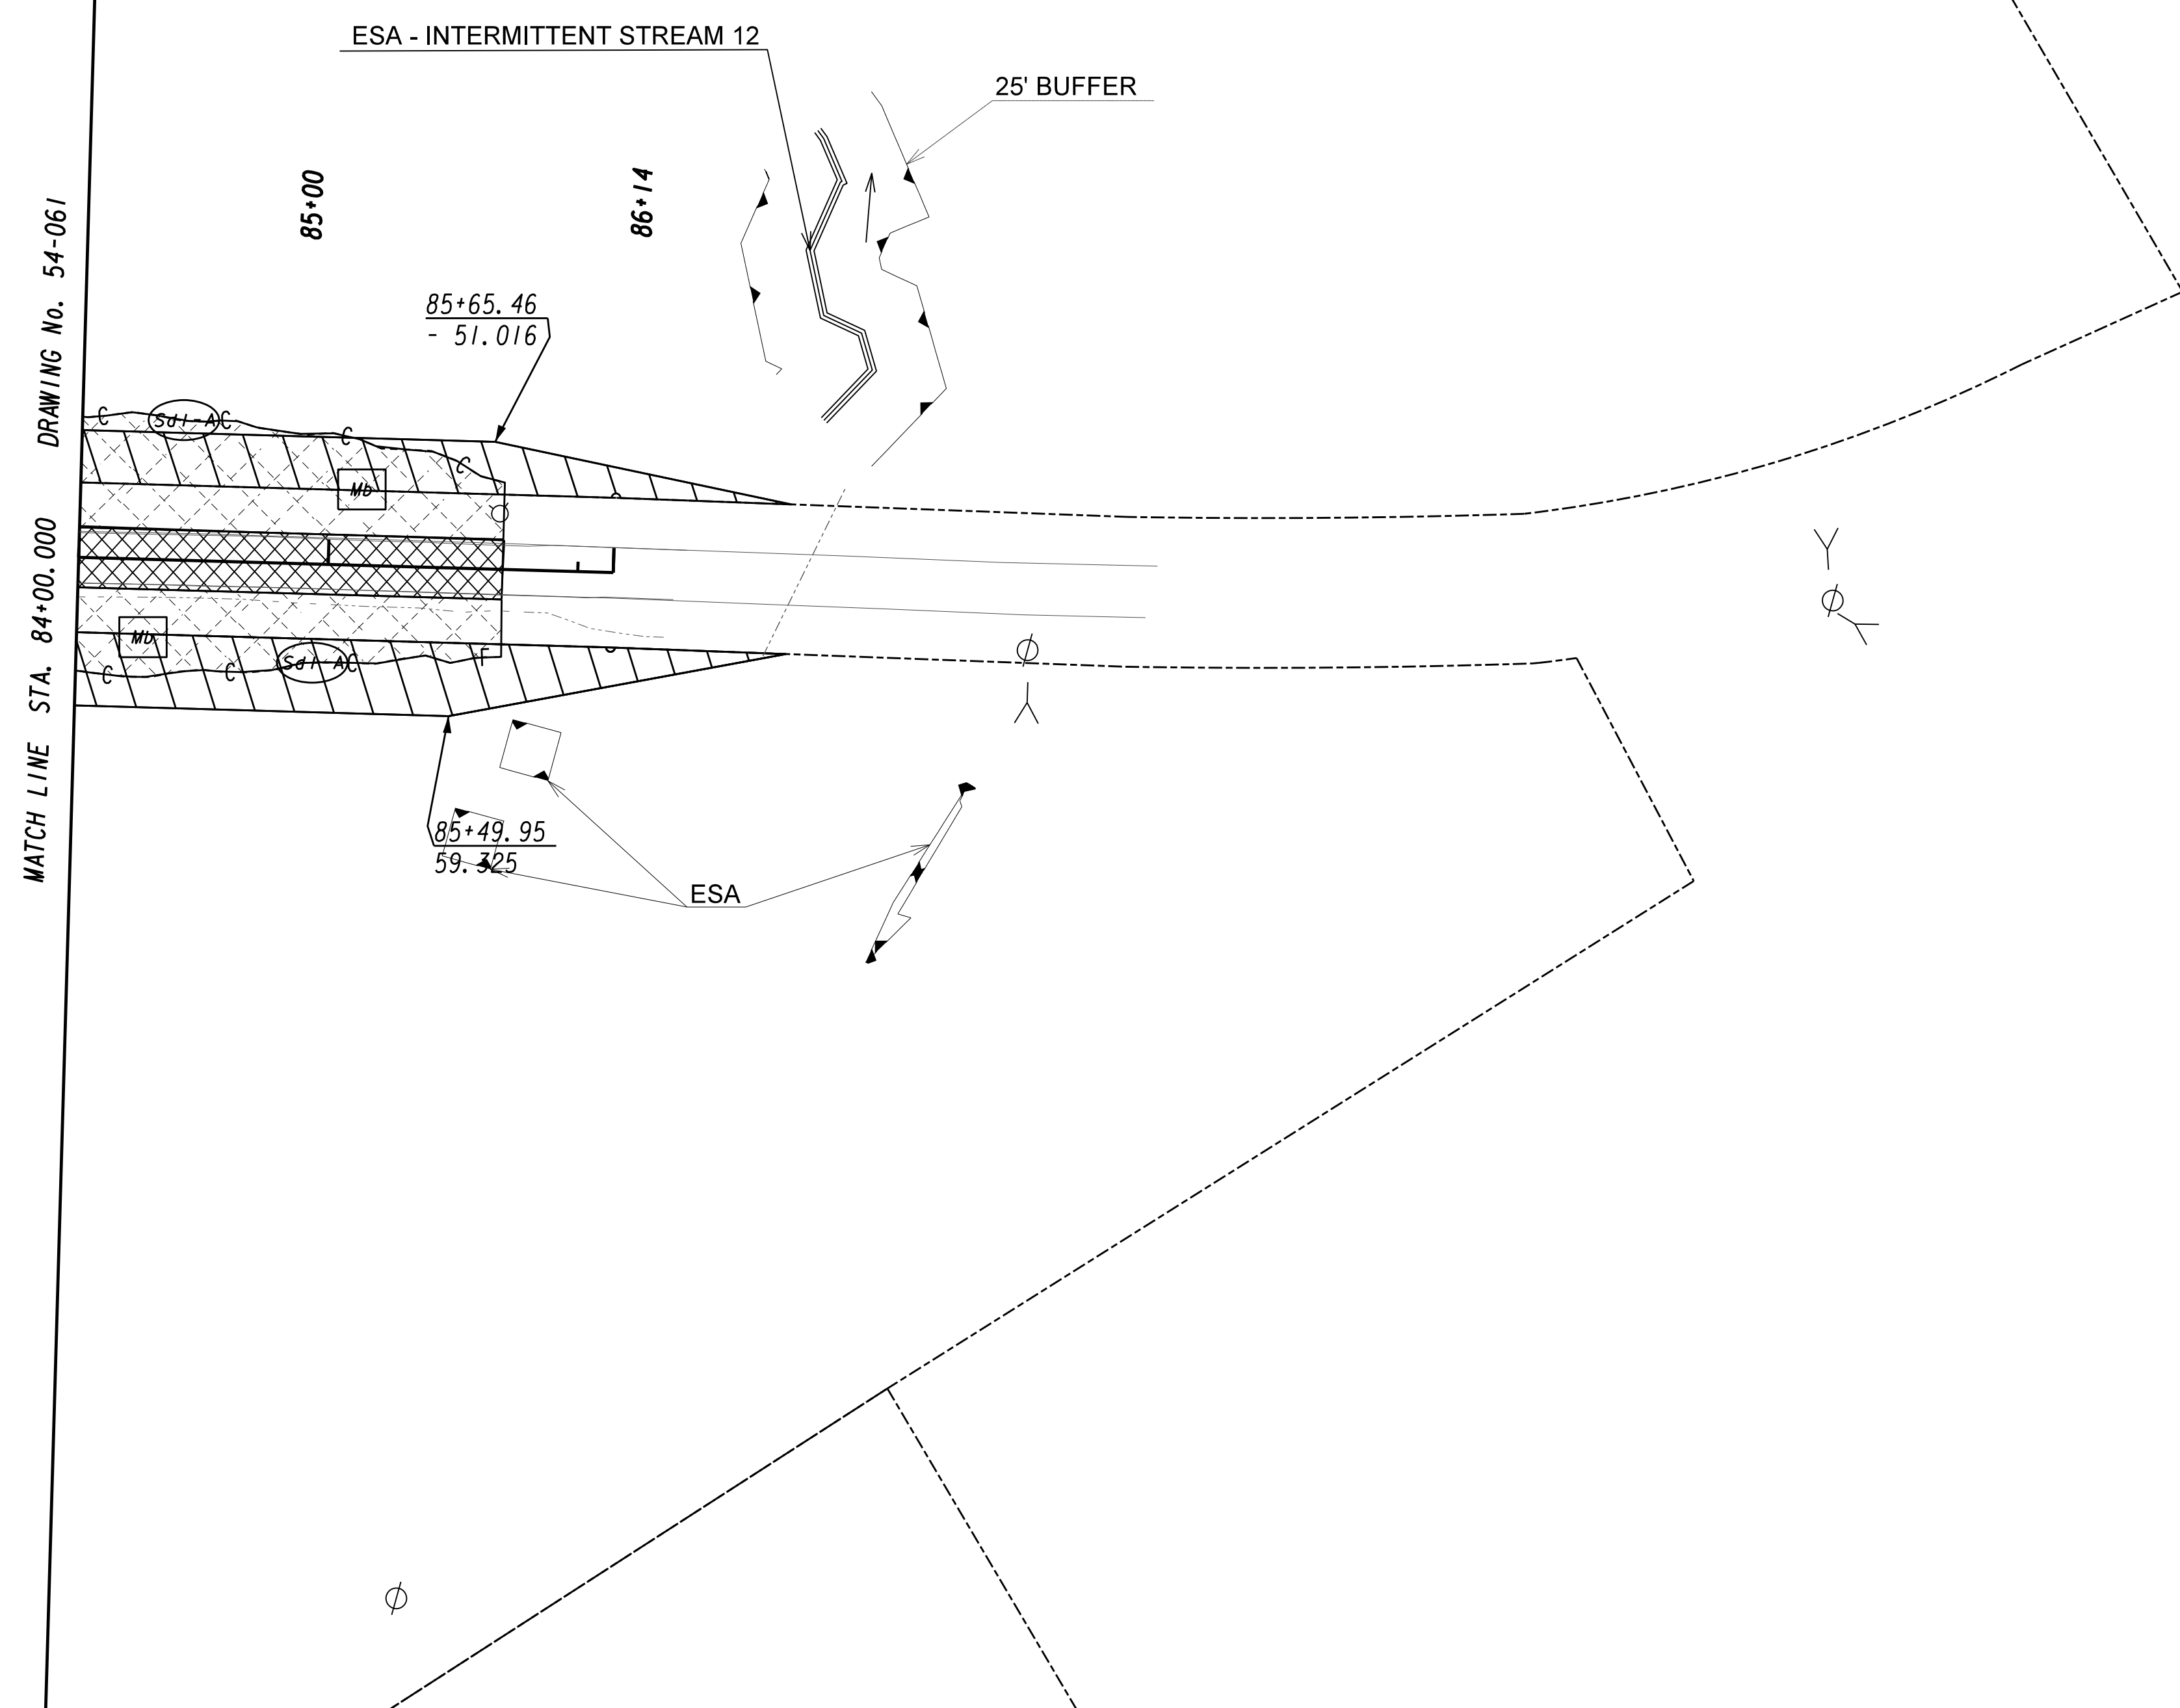 ESA - INTERMITTENT STREAM 12
25' BUFFER
85+00
86+14
MATCH LINE STA. 84+00.000 DRAWING No. 54-061
85+65.46
- 51.016
C
Sd1-A
C
C
C
Mb
Mb
C
C
Sd1-A
C
F
85+49.95
59.325
ESA